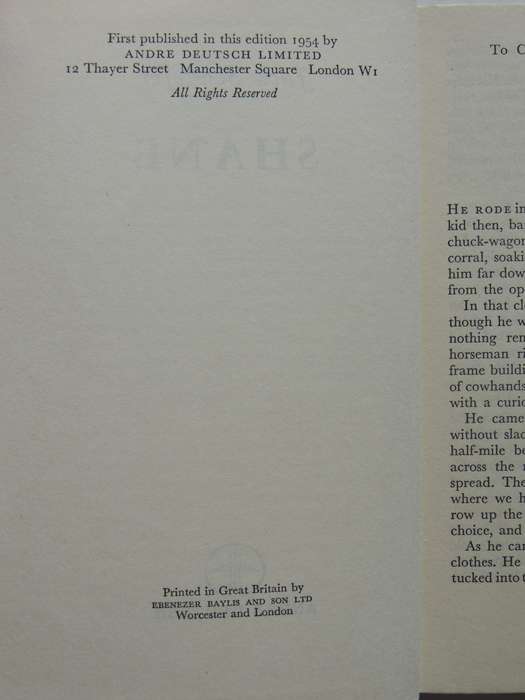 First published in this edition 1954 by
ANDRE DEUTSCH LIMITED
12 Thayer Street Manchester Square London W1
All Rights Reserved
SHANE
Printed in Great Britain by
EBENEZER BAYLIS AND SON LTD
Worcester and London
To C
HE RODE in
kid then, ba
chuck-wagon
corral, soaki
him far dow
from the op
In that cl
though he w
nothing rem
horseman ri
frame buildi
of cowhands
with a curio
He came
without slac
half-mile be
across the r
spread. The
where we h
row up the
choice, and
As he car
clothes. He
tucked into t